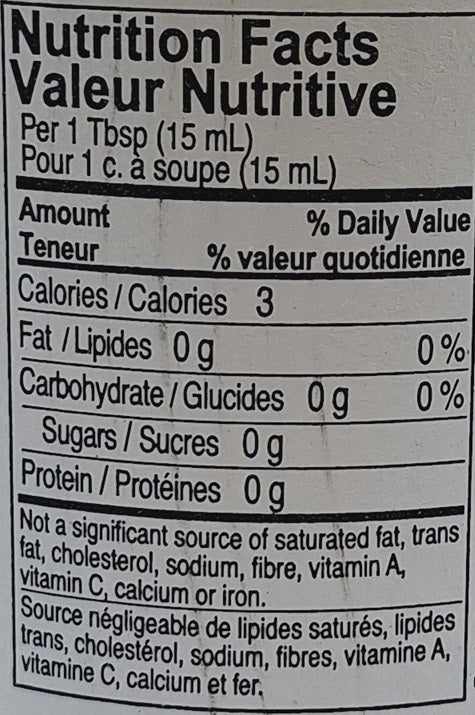 Nutrition Facts
Valeur Nutritive
Per 1 Tbsp (15 mL)
Pour 1 c. à soupe (15 mL)
Amount % Daily Value
Teneur % valeur quotidienne
Calories / Calories 3
Fat / Lipides 0 g 0 %
Carbohydrate / Glucides 0 g 0 %
Sugars / Sucres 0 g
Protein / Protéines 0 g
Not a significant source of saturated fat, trans
fat, cholesterol, sodium, fibre, vitamin A,
vitamin C, calcium or iron.
Source négligeable de lipides saturés, lipides
trans, cholestérol, sodium, fibres, vitamine A,
vitamine C, calcium et fer.